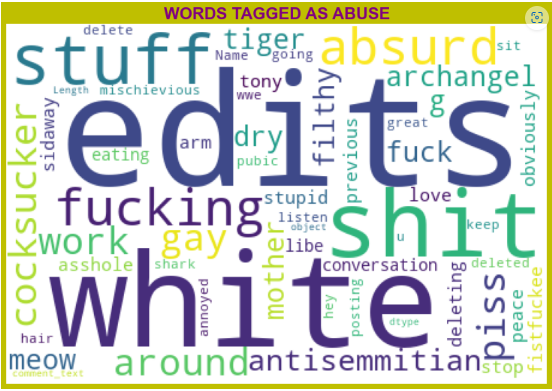 WORDS TAGGED AS ABUSE
delete
stuff
tiger
absurd
sit
Name
going
Length
mischievious
tony
wwe
archangel
edits
sidaway
cocksucker
eating
arm
dry
pubic
filthy
previous
g
great
fuck
obviously
fucking
stupid
love
shit
listen
object
u
keep
work
gay
mother
libe
asshole
shark
conversation
deleted
white
annoyed
hey
posting
dtype
deleting
piss
peace
fistfuckee
hair
meow
comment_text
around
antisemmitian
stop